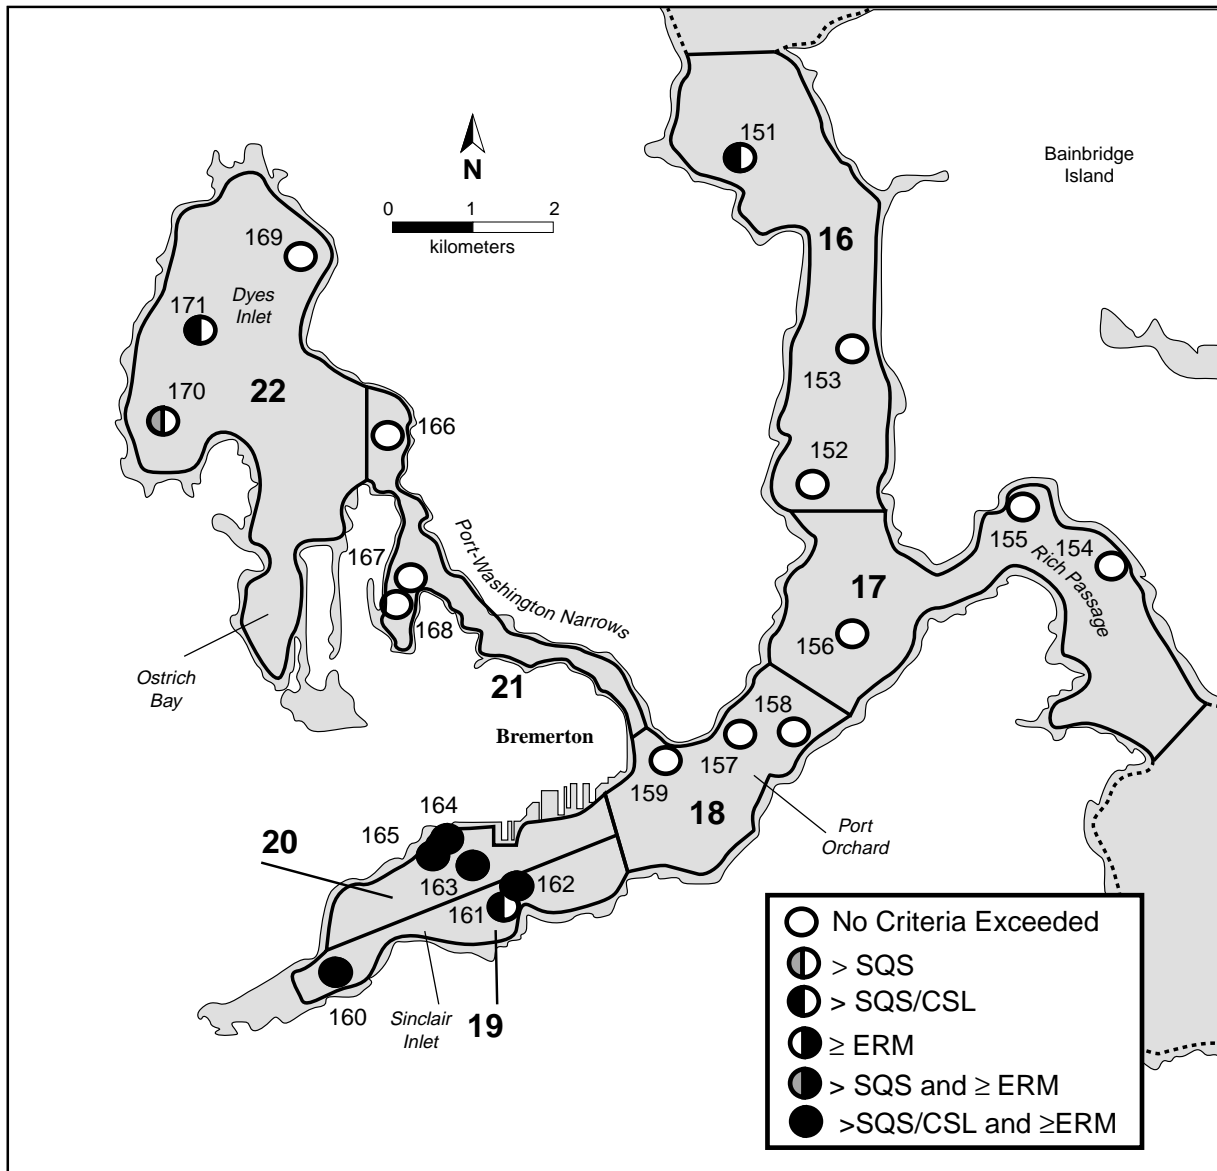 151
Bainbridge
Island
N
0 1 2
kilometers
16
169
Dyes
Inlet
171
153
170
22
166
152
155
154
Rich Passage
167
Port-Washington Narrows
17
168
156
Ostrich
Bay
21
158
Bremerton
157
159
18
164
165
Port
Orchard
20
163
162
161
160
Sinclair
Inlet
19
No Criteria Exceeded
> SQS
> SQS/CSL
≥ ERM
> SQS and ≥ ERM
>SQS/CSL and ≥ERM